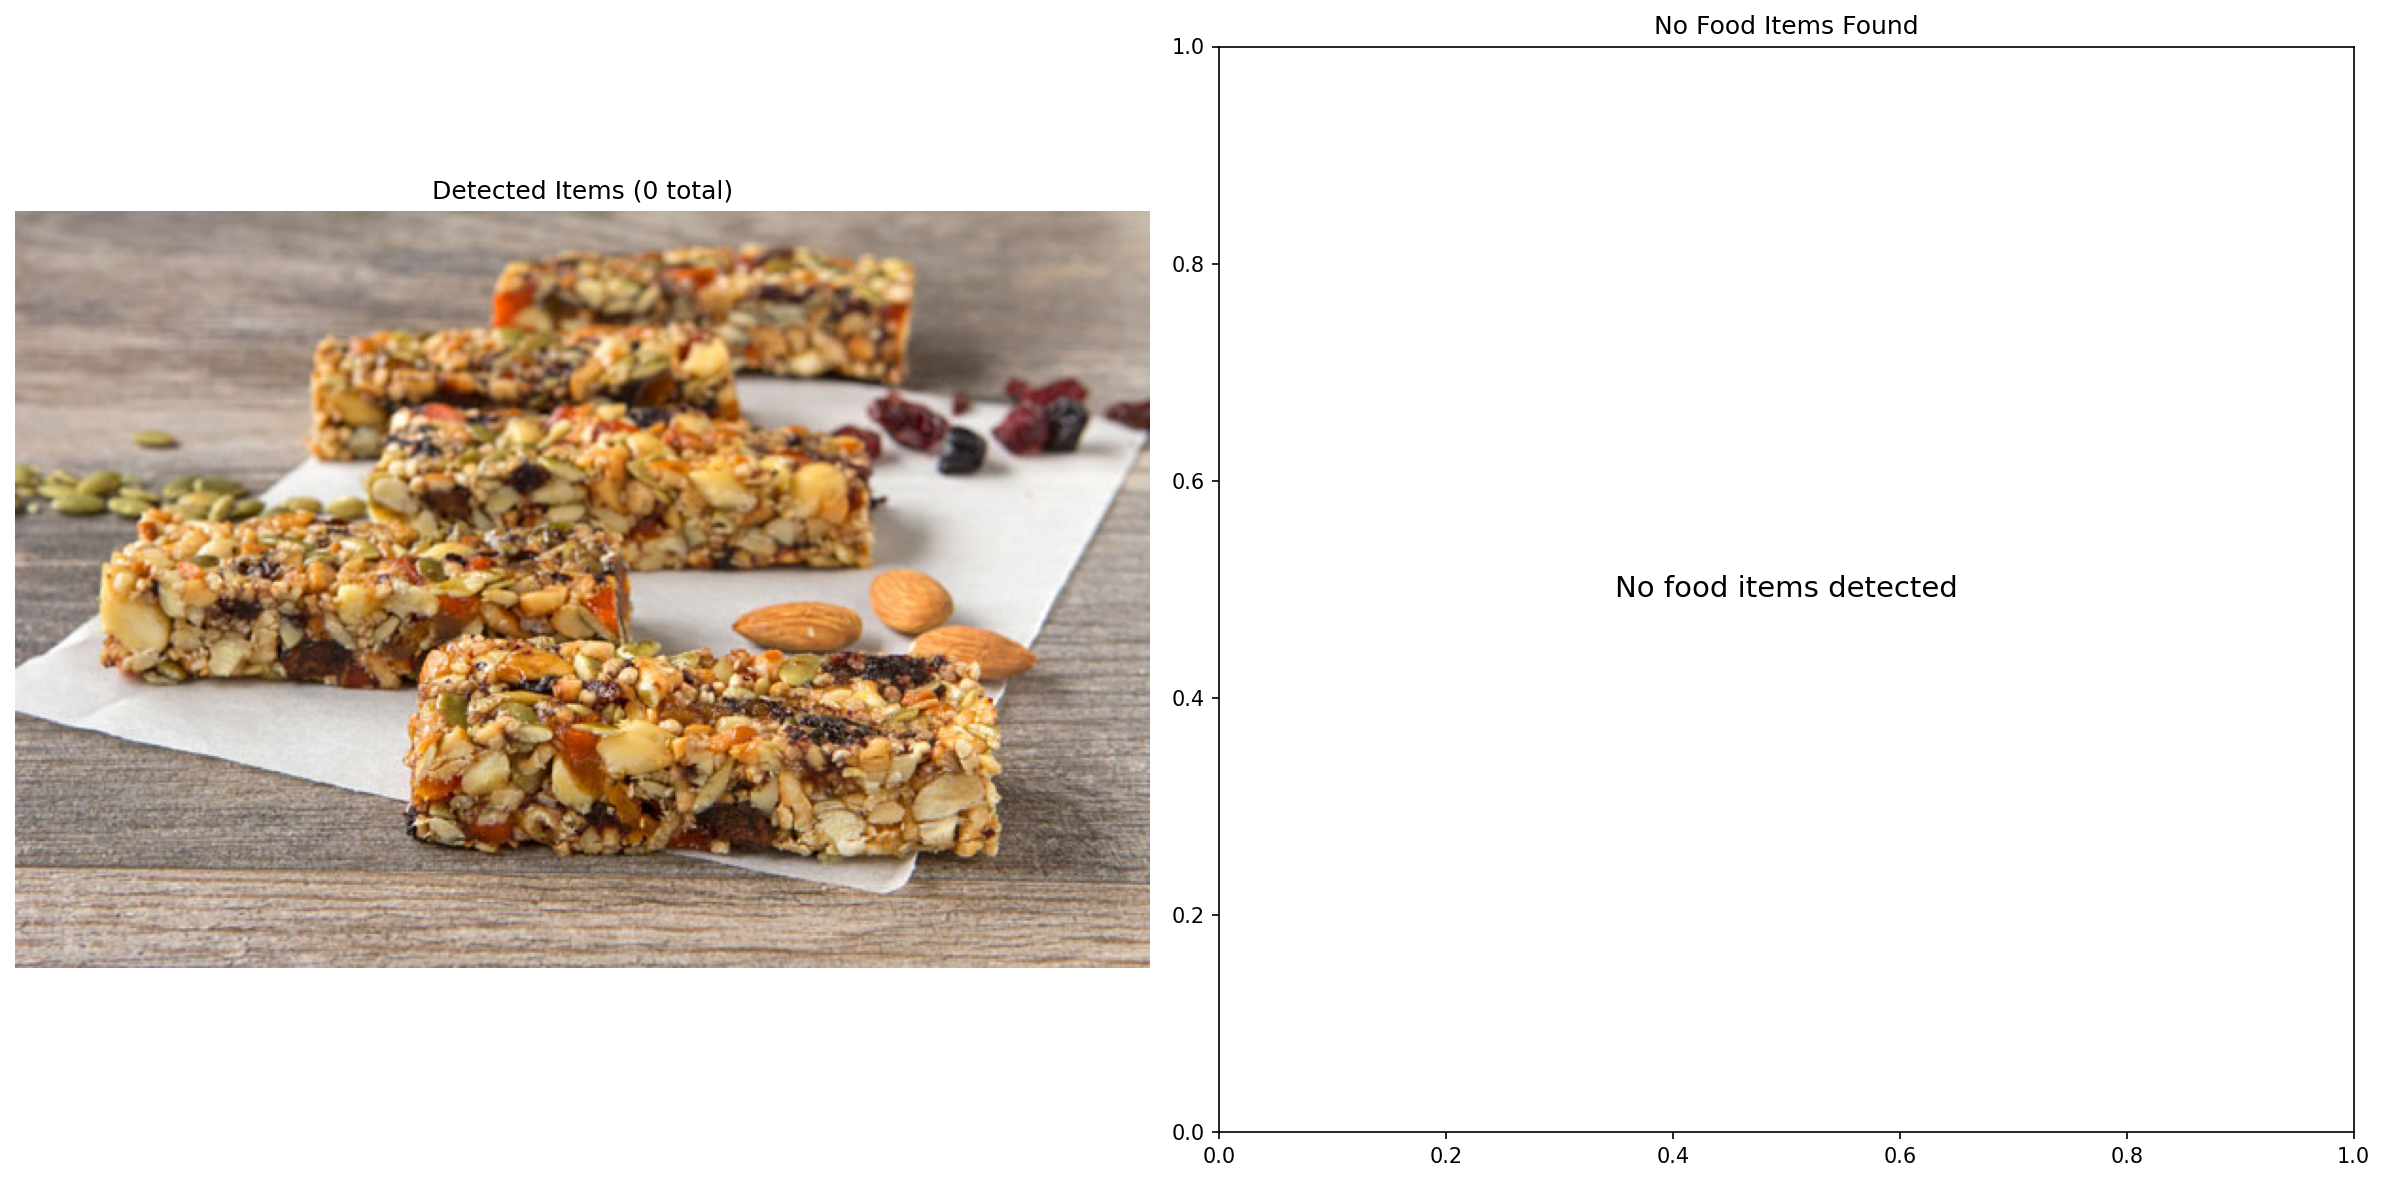 Detected Items (0 total)
No Food Items Found
1.0
0.8
0.6
0.4
0.2
0.0
No food items detected
0.0 0.2 0.4 0.6 0.8 1.0